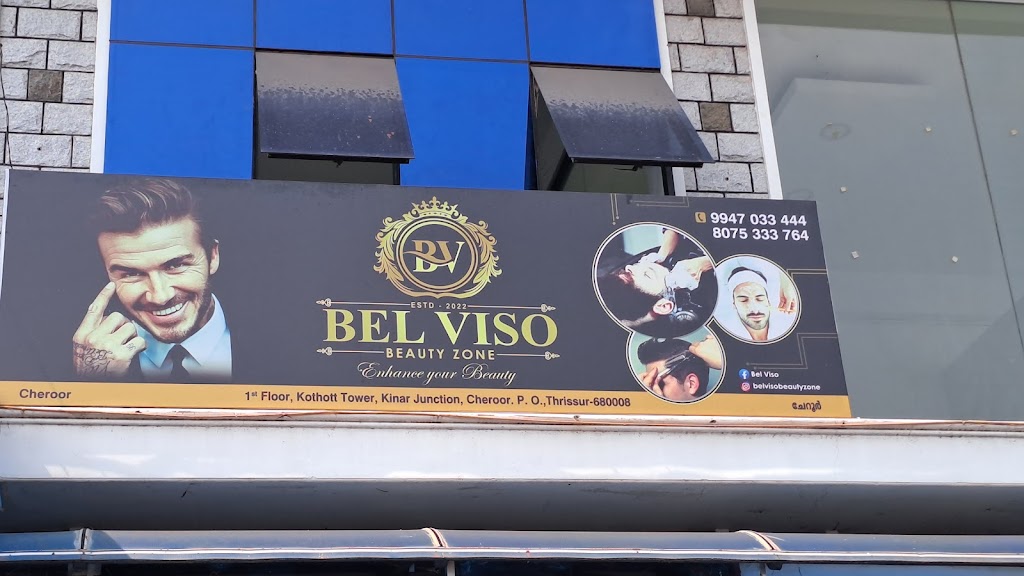 9947 033 444
8075 333 764
BV
ESTD - 2022
BEL VISO
BEAUTY ZONE
Enhance your Beauty
Bel Viso
belvisobeautyzone
Cheroor
1st Floor, Kothott Tower, Kinar Junction, Cheroor. P. O.,Thrissur-680008
ചേറൂർ